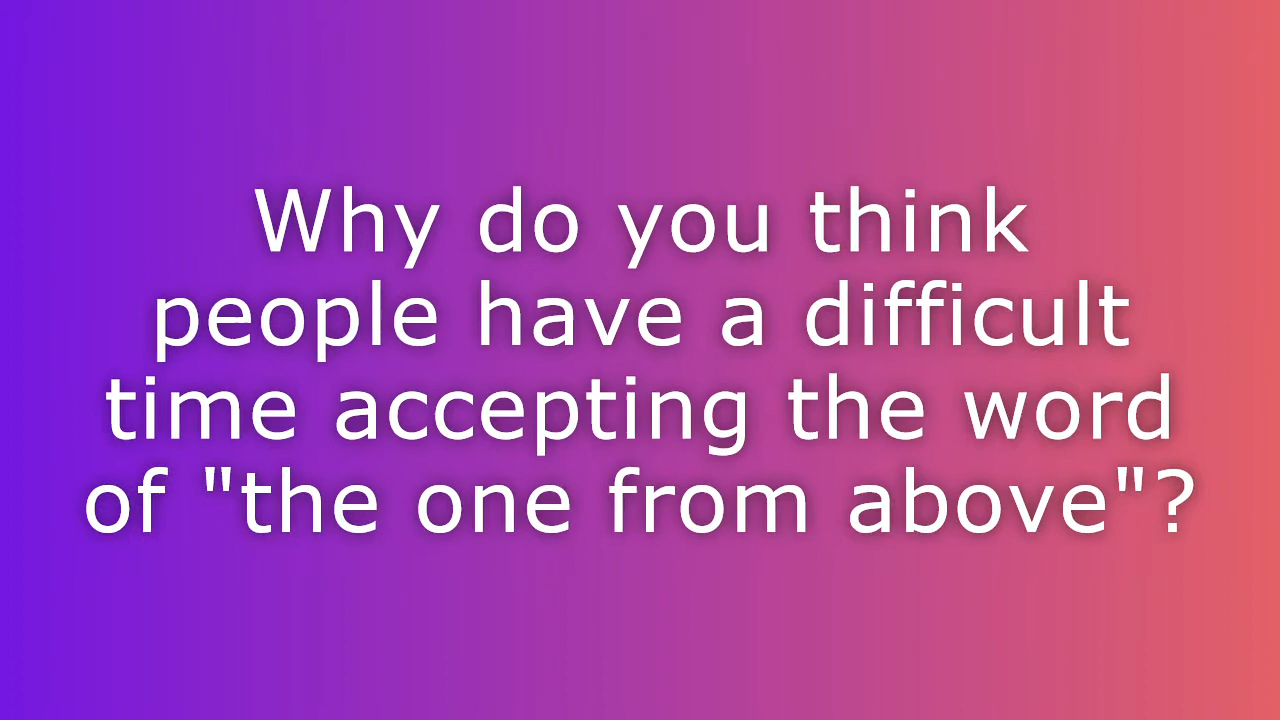 Why do you think
people have a difficult
time accepting the word
of "the one from above"?